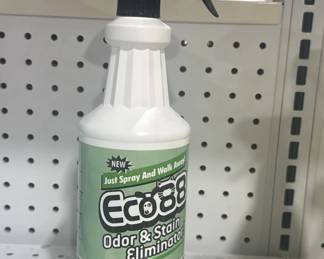 NEW
Just Spray And Walk Away!
Eco88
Odor & Stain
Eliminator